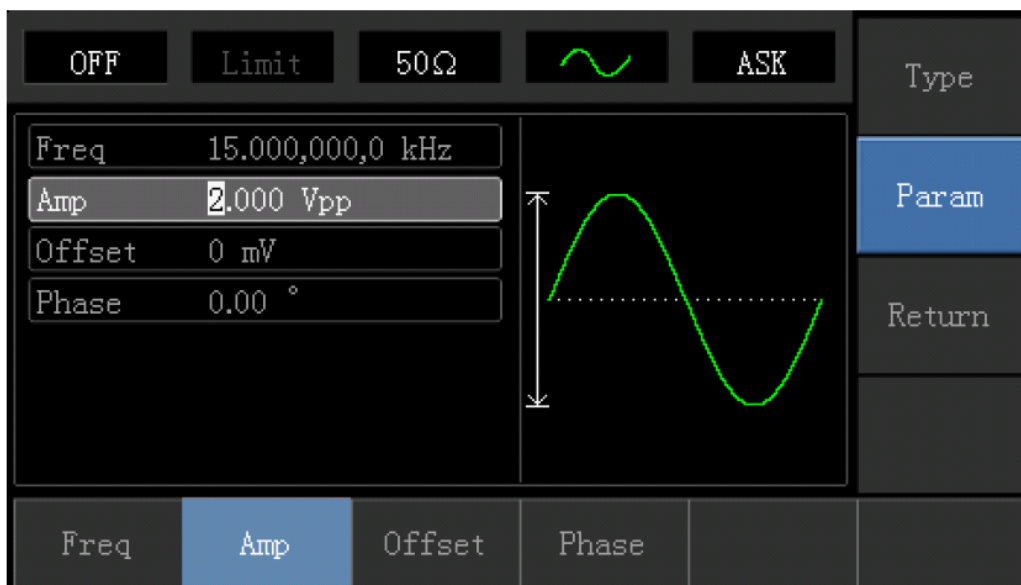 OFF Limit 50Ω ASK
Type
Freq 15.000,000,0 kHz
Amp 2.000 Vpp
Param
Offset 0 mV
Phase 0.00 °
Return
Freq Amp Offset Phase